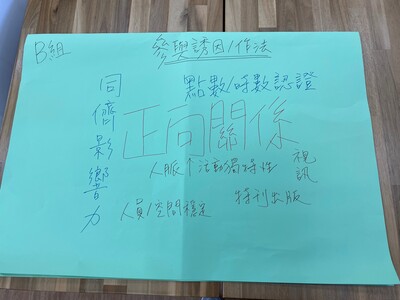 B組
參與誘因/作法
同儕影響力
點數/時數認證
正向關係
人脈↑活動獨特性
視訊
人員/空間穩定
特刊出版